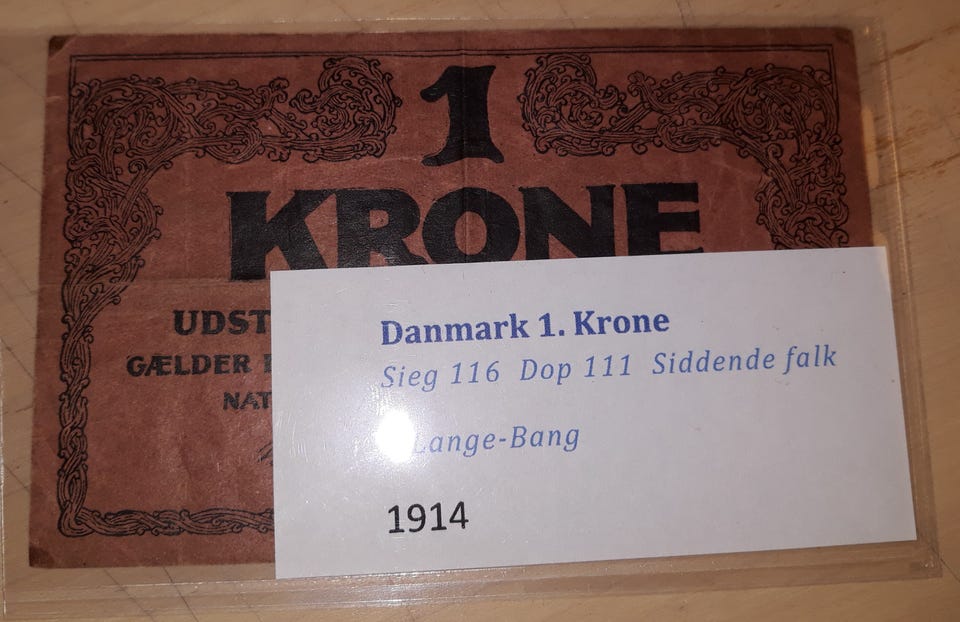 1
KRONE
UDST
GÆLDER
NAT
Danmark 1. Krone
Sieg 116 Dop 111 Siddende falk
Lange-Bang
1914